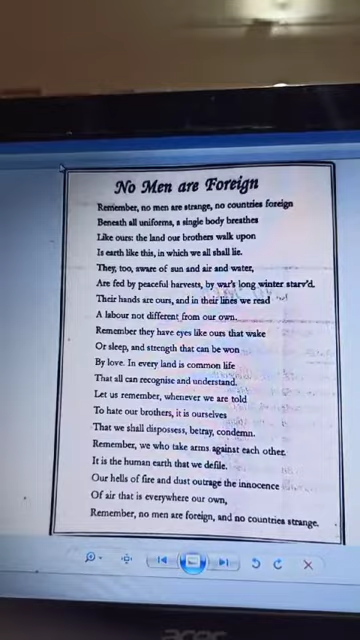 No Men are Foreign
Remember, no men are strange, no countries foreign
Beneath all uniforms, a single body breathes
Like ours: the land our brothers walk upon
Is earth like this, in which we all shall lie.
They, too, aware of sun and air and water,
Are fed by peaceful harvests, by war's long winter starv'd.
Their hands are ours, and in their lines we read
A labour not different from our own.
Remember they have eyes like ours that wake
Or sleep, and strength that can be won
By love. In every land is common life
That all can recognise and understand.
Let us remember, whenever we are told
To hate our brothers, it is ourselves
That we shall dispossess, betray, condemn.
Remember, we who take arms against each other.
It is the human earth that we defile.
Our hells of fire and dust outrage the innocence
Of air that is everywhere our own,
Remember, no men are foreign, and no countries strange.
acer